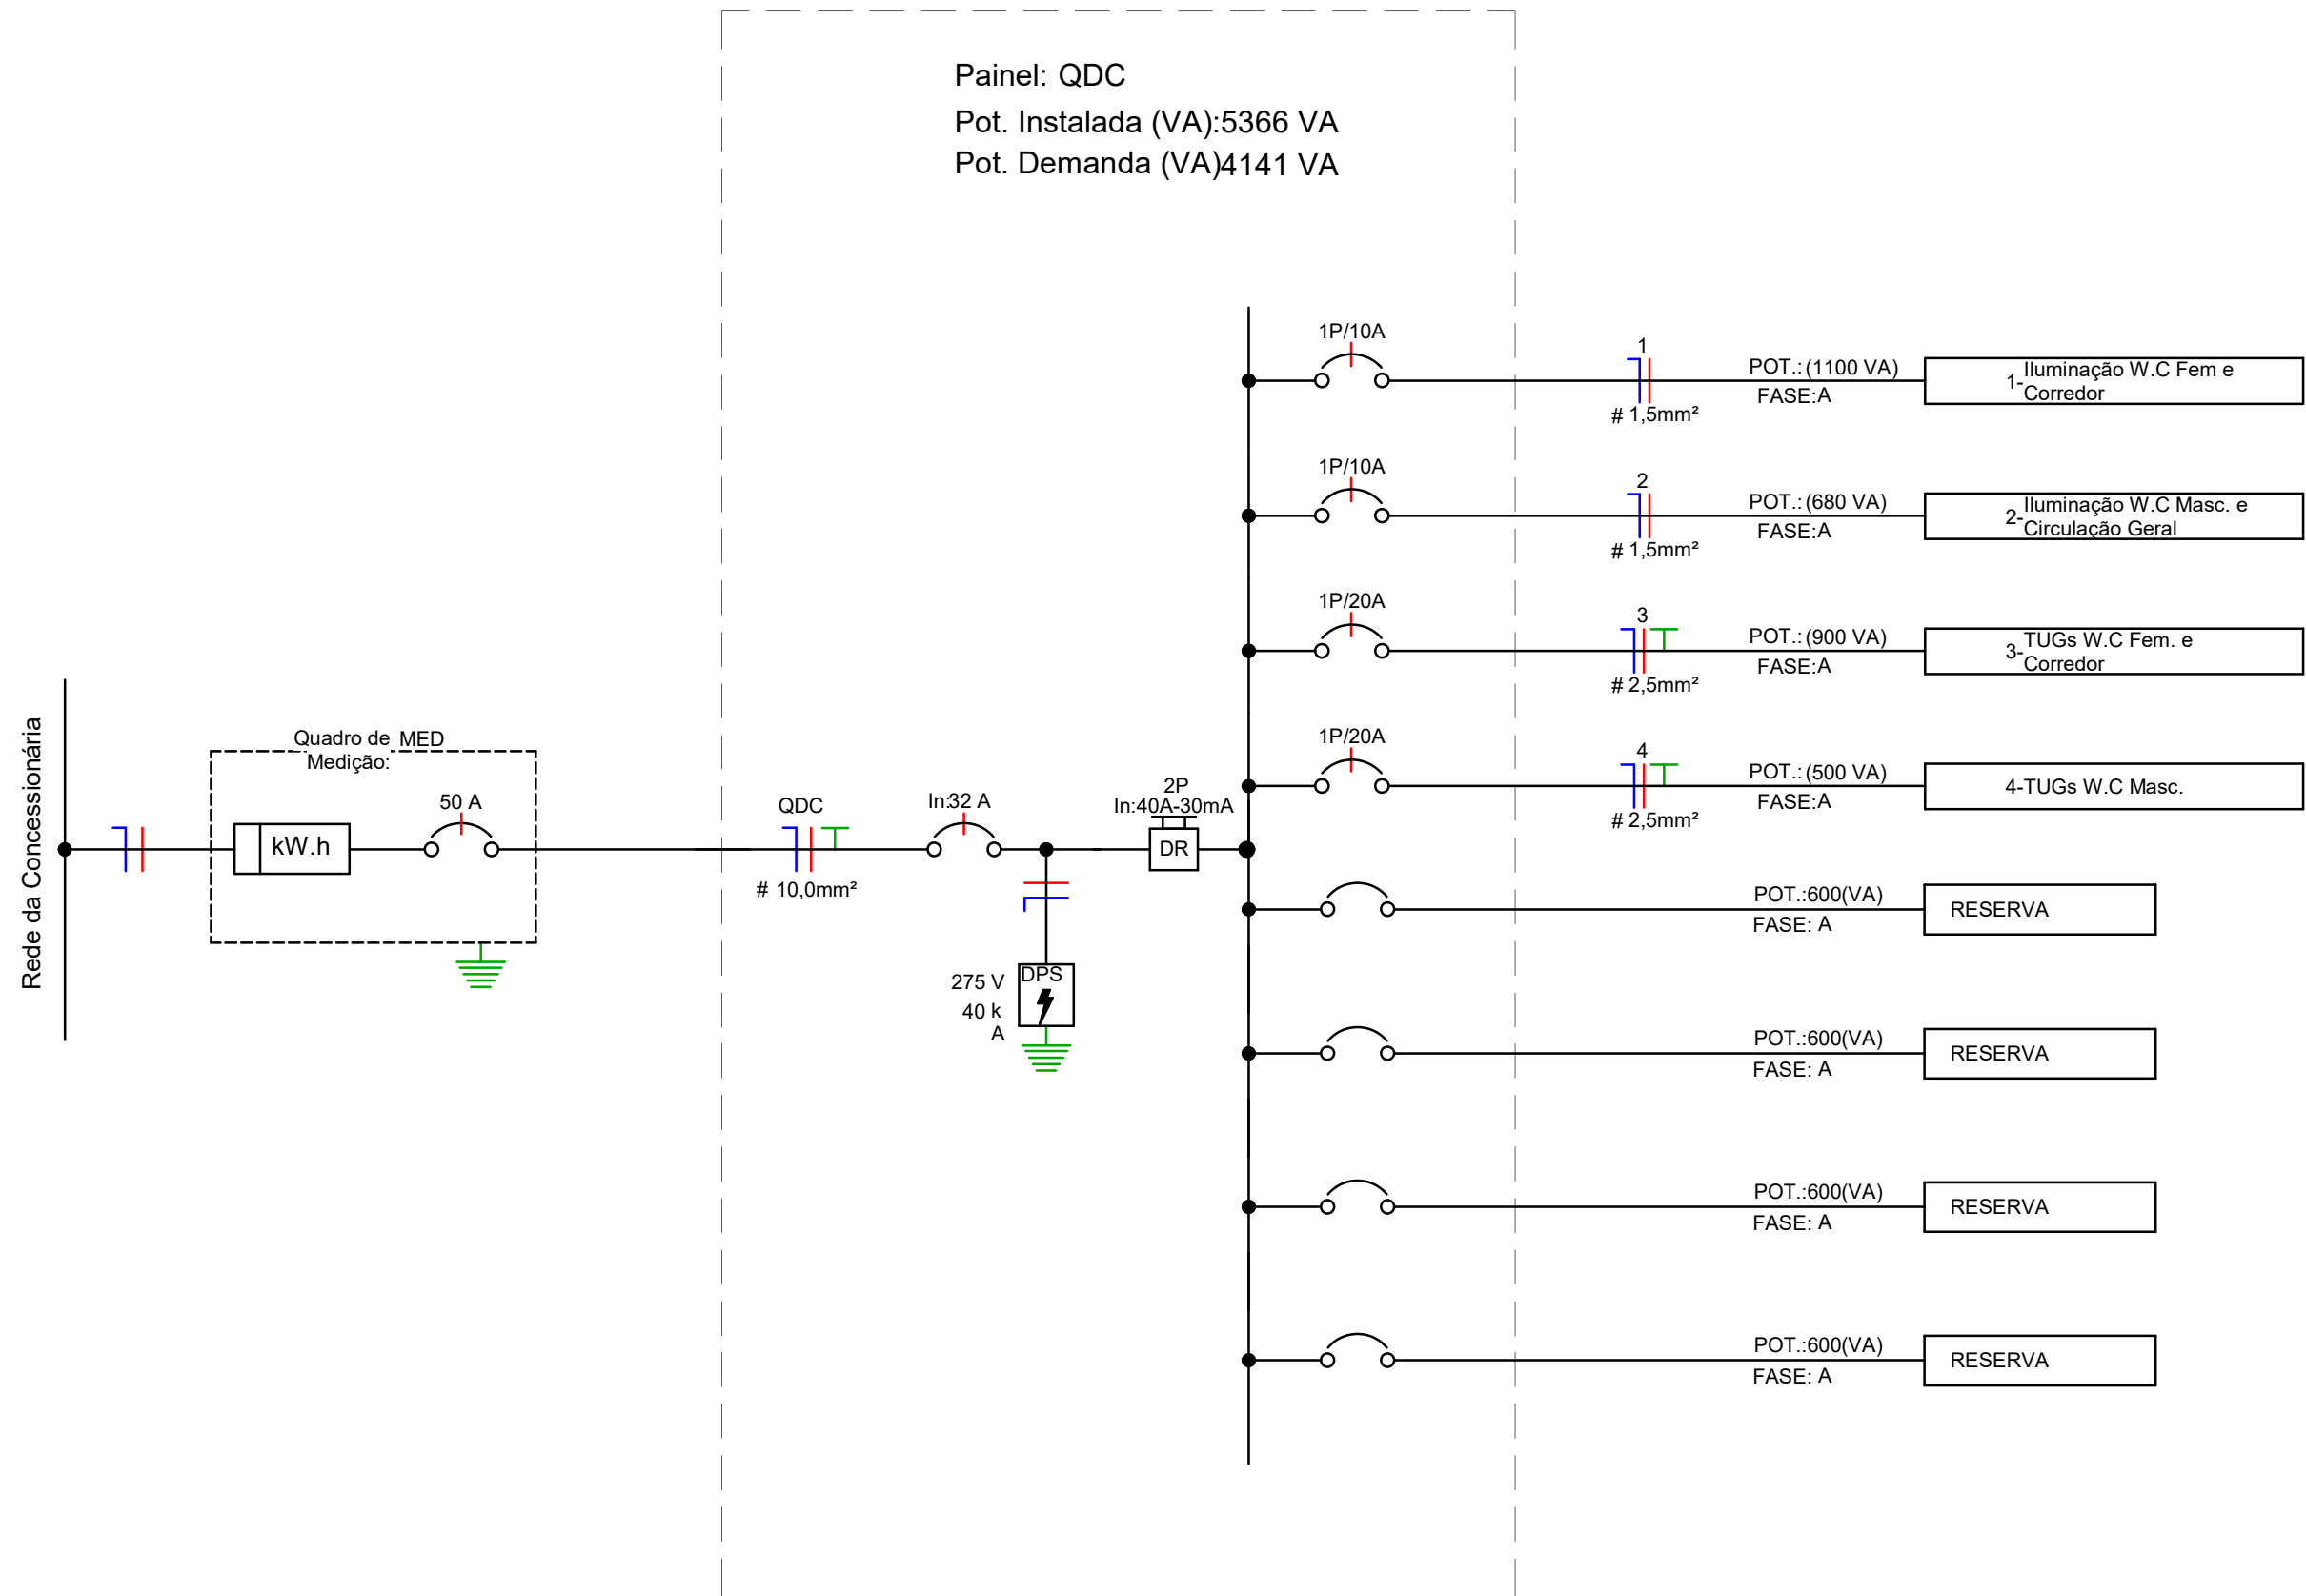 Painel: QDC
Pot. Instalada (VA):5366 VA
Pot. Demanda (VA)4141 VA
Rede da Concessionária
Quadro de MED
Medição:
kW.h
50 A
QDC
# 10,0mm²
In:32 A
275 V
40 k
A
DPS
2P
In:40A-30mA
DR
1P/10A
1
# 1,5mm²
POT.: (1100 VA)
FASE:A
1-Iluminação W.C Fem e
Corredor
1P/10A
2
# 1,5mm²
POT.: (680 VA)
FASE:A
2-Iluminação W.C Masc. e
Circulação Geral
1P/20A
3
# 2,5mm²
POT.: (900 VA)
FASE:A
3-TUGs W.C Fem. e
Corredor
1P/20A
4
# 2,5mm²
POT.: (500 VA)
FASE:A
4-TUGs W.C Masc.
POT.:600(VA)
FASE: A
RESERVA
POT.:600(VA)
FASE: A
RESERVA
POT.:600(VA)
FASE: A
RESERVA
POT.:600(VA)
FASE: A
RESERVA